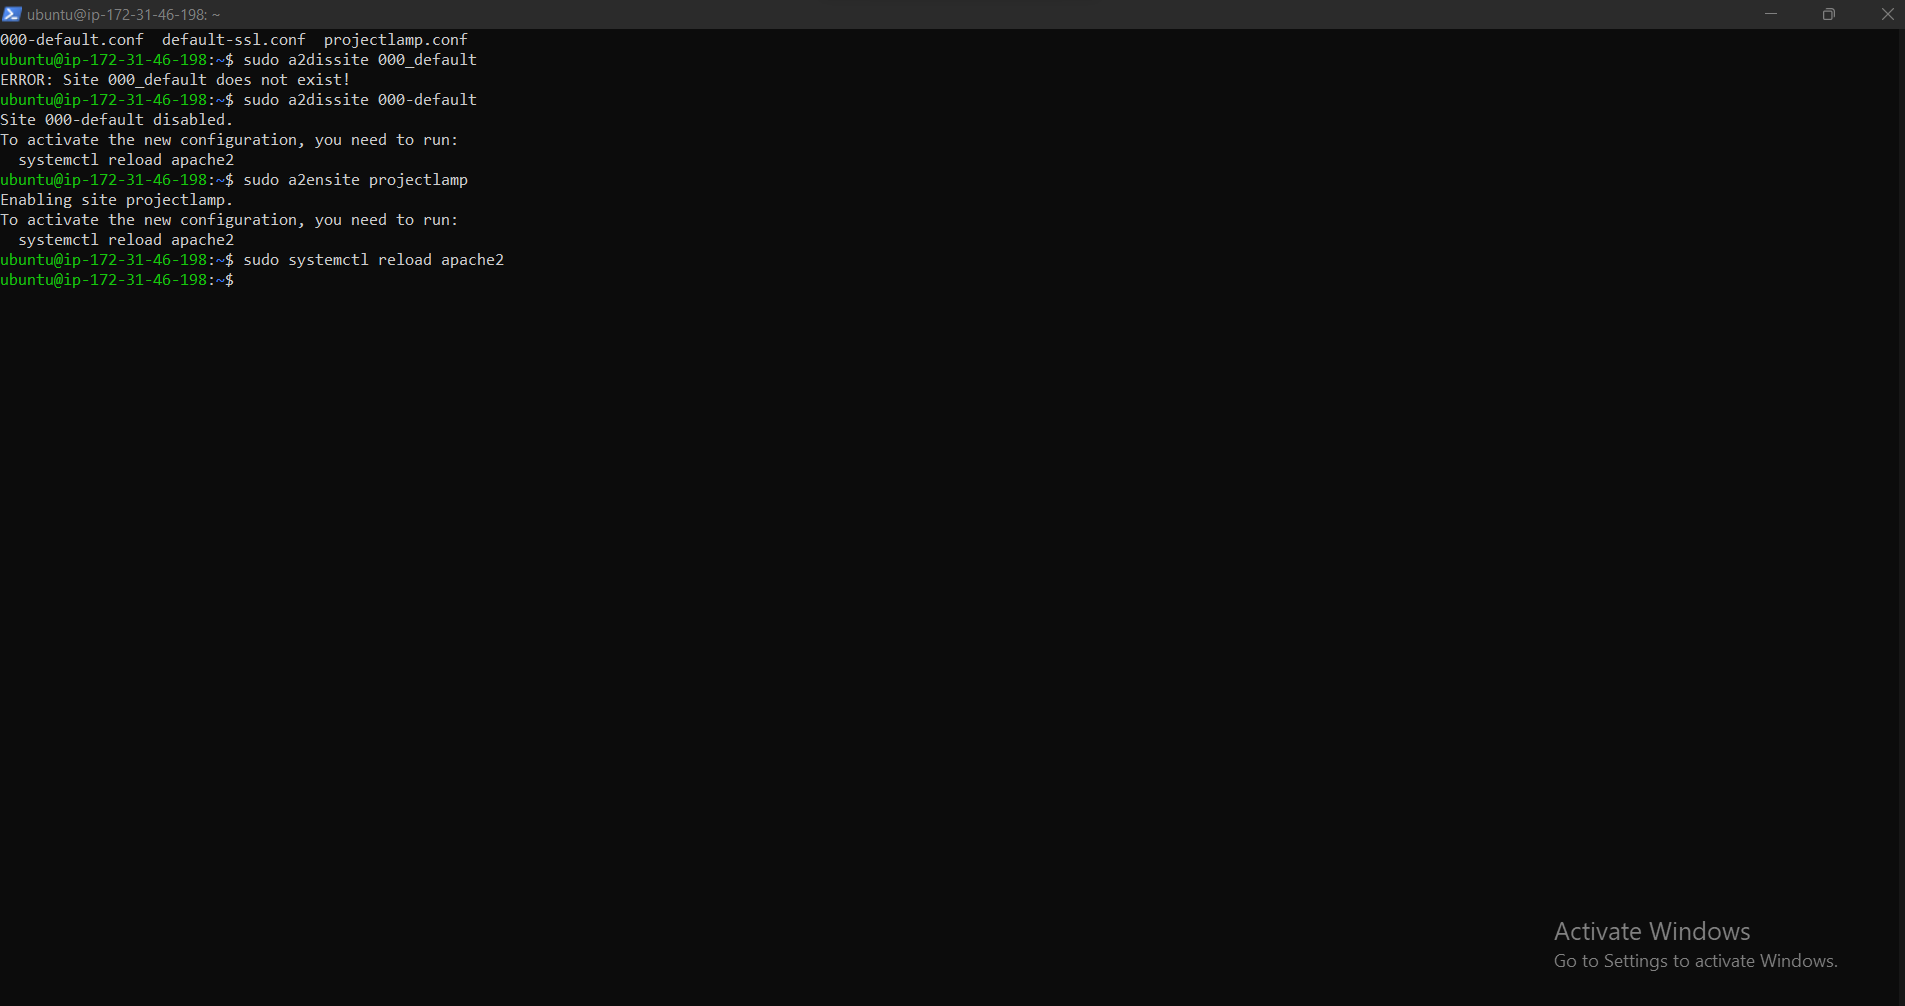 ubuntu@ip-172-31-46-198: ~
000-default.conf  default-ssl.conf  projectlamp.conf
ubuntu@ip-172-31-46-198:~$ sudo a2dissite 000_default
ERROR: Site 000_default does not exist!
ubuntu@ip-172-31-46-198:~$ sudo a2dissite 000-default
Site 000-default disabled.
To activate the new configuration, you need to run:
  systemctl reload apache2
ubuntu@ip-172-31-46-198:~$ sudo a2ensite projectlamp
Enabling site projectlamp.
To activate the new configuration, you need to run:
  systemctl reload apache2
ubuntu@ip-172-31-46-198:~$ sudo systemctl reload apache2
ubuntu@ip-172-31-46-198:~$
Activate Windows
Go to Settings to activate Windows.